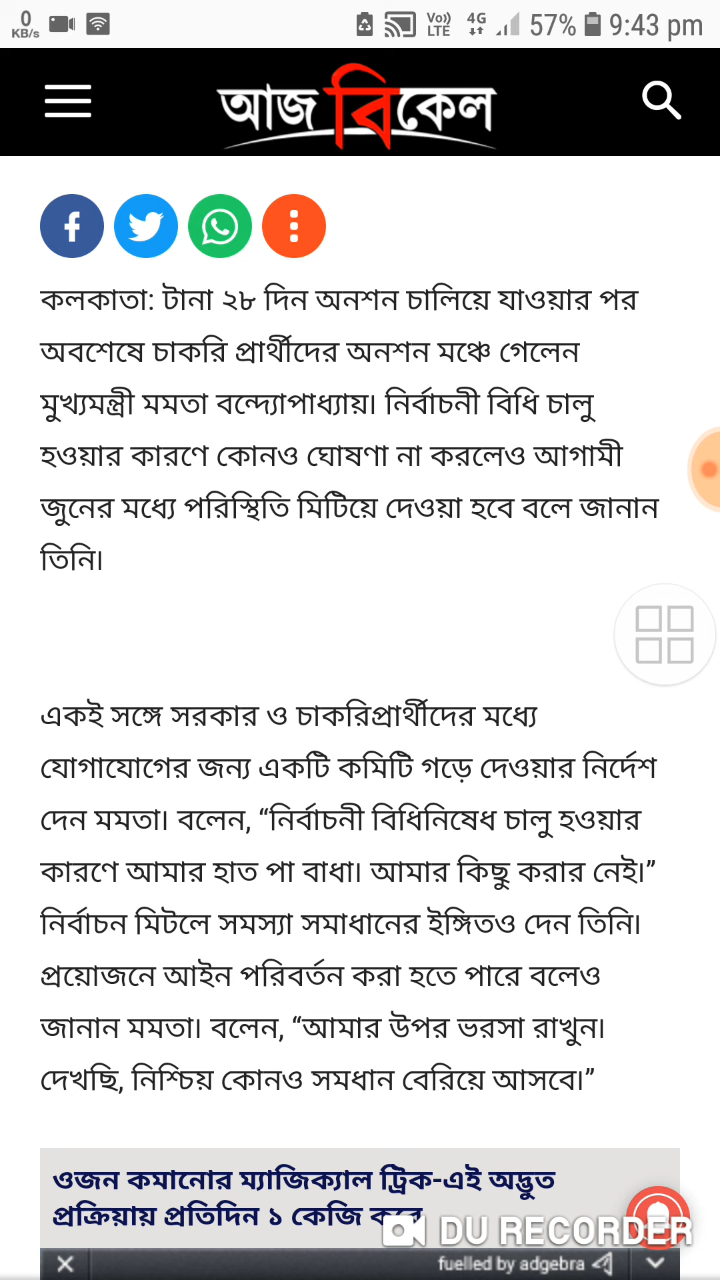 0
KB/s
Vo))
LTE
4G
57%
9:43 pm
আজ বিকেল
কলকাতা: টানা ২৮ দিন অনশন চালিয়ে যাওয়ার পর
অবশেষে চাকরি প্রার্থীদের অনশন মঞ্চে গেলেন
মুখ্যমন্ত্রী মমতা বন্দ্যোপাধ্যায়। নির্বাচনী বিধি চালু
হওয়ার কারণে কোনও ঘোষণা না করলেও আগামী
জুনের মধ্যে পরিস্থিতি মিটিয়ে দেওয়া হবে বলে জানান
তিনি।
একই সঙ্গে সরকার ও চাকরিপ্রার্থীদের মধ্যে
যোগাযোগের জন্য একটি কমিটি গড়ে দেওয়ার নির্দেশ
দেন মমতা। বলেন, “নির্বাচনী বিধিনিষেধ চালু হওয়ার
কারণে আমার হাত পা বাধা। আমার কিছু করার নেই।”
নির্বাচন মিটলে সমস্যা সমাধানের ইঙ্গিতও দেন তিনি।
প্রয়োজনে আইন পরিবর্তন করা হতে পারে বলেও
জানান মমতা। বলেন, “আমার উপর ভরসা রাখুন।
দেখছি, নিশ্চিয় কোনও সমধান বেরিয়ে আসবে।”
ওজন কমানোর ম্যাজিক্যাল ট্রিক-এই অদ্ভুত
প্রক্রিয়ায় প্রতিদিন ১ কেজি করে
DU RECORDER
fuelled by adgebra